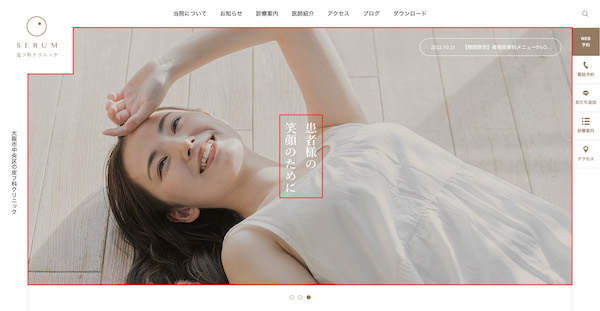 当院について お知らせ 診療案内 医師紹介 アクセス ブログ ダウンロード
SERUM
皮フ科クリニック
2022.10.31 【期間限定】美容皮膚科メニュー5%O...
WEB
予約
電話予約
友だち追加
診療案内
アクセス
患者様の
笑顔のために
大阪市中央区の皮フ科クリニック